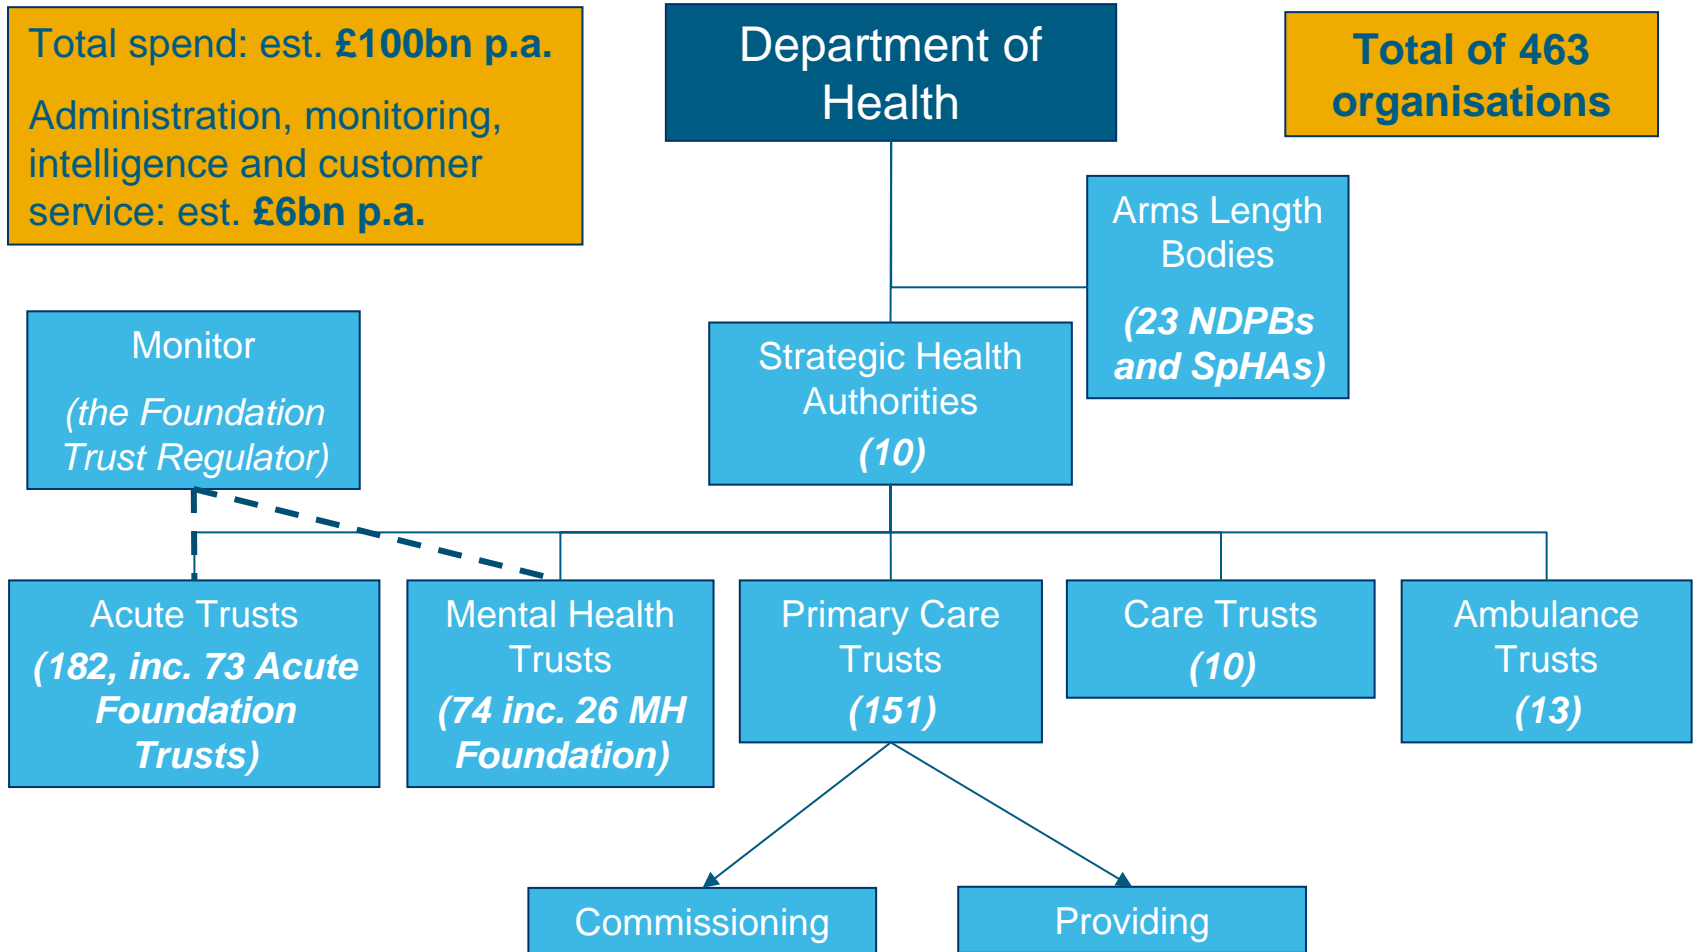 Total spend: est. £100bn p.a.
Administration, monitoring,
intelligence and customer
service: est. £6bn p.a.
Department of
Health
Total of 463
organisations
Arms Length
Bodies
(23 NDPBs
and SpHAs)
Monitor
(the Foundation
Trust Regulator)
Strategic Health
Authorities
(10)
Acute Trusts
(182, inc. 73 Acute
Foundation
Trusts)
Mental Health
Trusts
(74 inc. 26 MH
Foundation)
Primary Care
Trusts
(151)
Care Trusts
(10)
Ambulance
Trusts
(13)
Commissioning
Providing